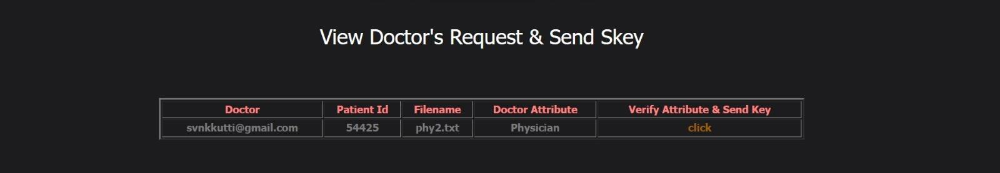 View Doctor's Request & Send Skey
Doctor Patient Id Filename Doctor Attribute Verify Attribute & Send Key
svnkkutti@gmail.com 54425 phy2.txt Physician click